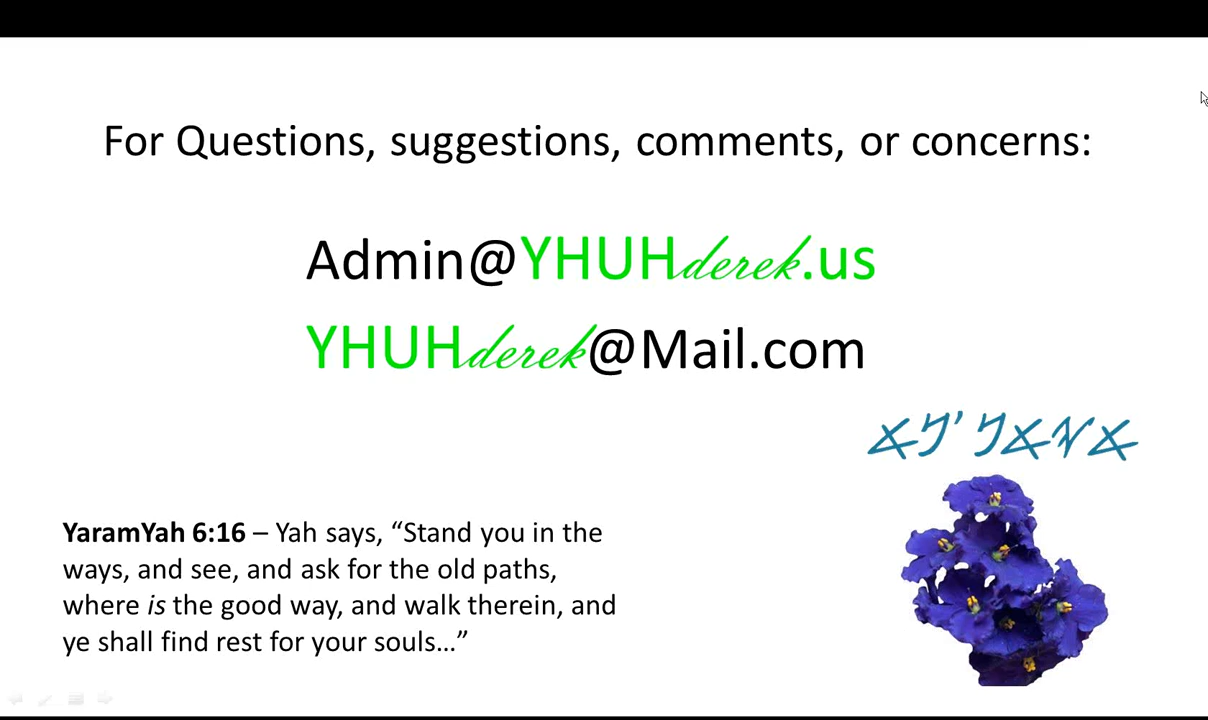 For Questions, suggestions, comments, or concerns:
Admin@YHUHderek.us
YHUHderek@Mail.com
YaramYah 6:16 – Yah says, “Stand you in the
ways, and see, and ask for the old paths,
where is the good way, and walk therein, and
ye shall find rest for your souls…”